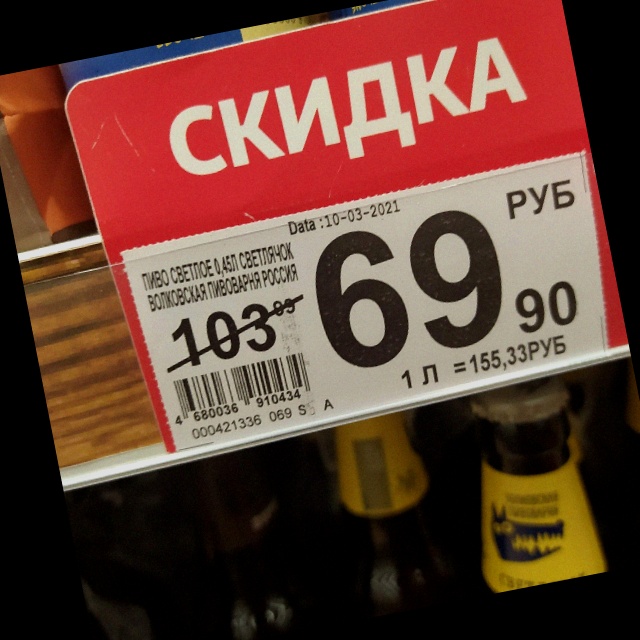 СКИДКА
Data :10-03-2021
РУБ
ПИВО СВЕТЛОЕ 0,45Л СВЕТЛЯЧОК
ВОЛКОВСКАЯ ПИВОВАРНЯ РОССИЯ
103 99
69 90
1 Л =155,33РУБ
4 680036 910434
000421336 069 S A